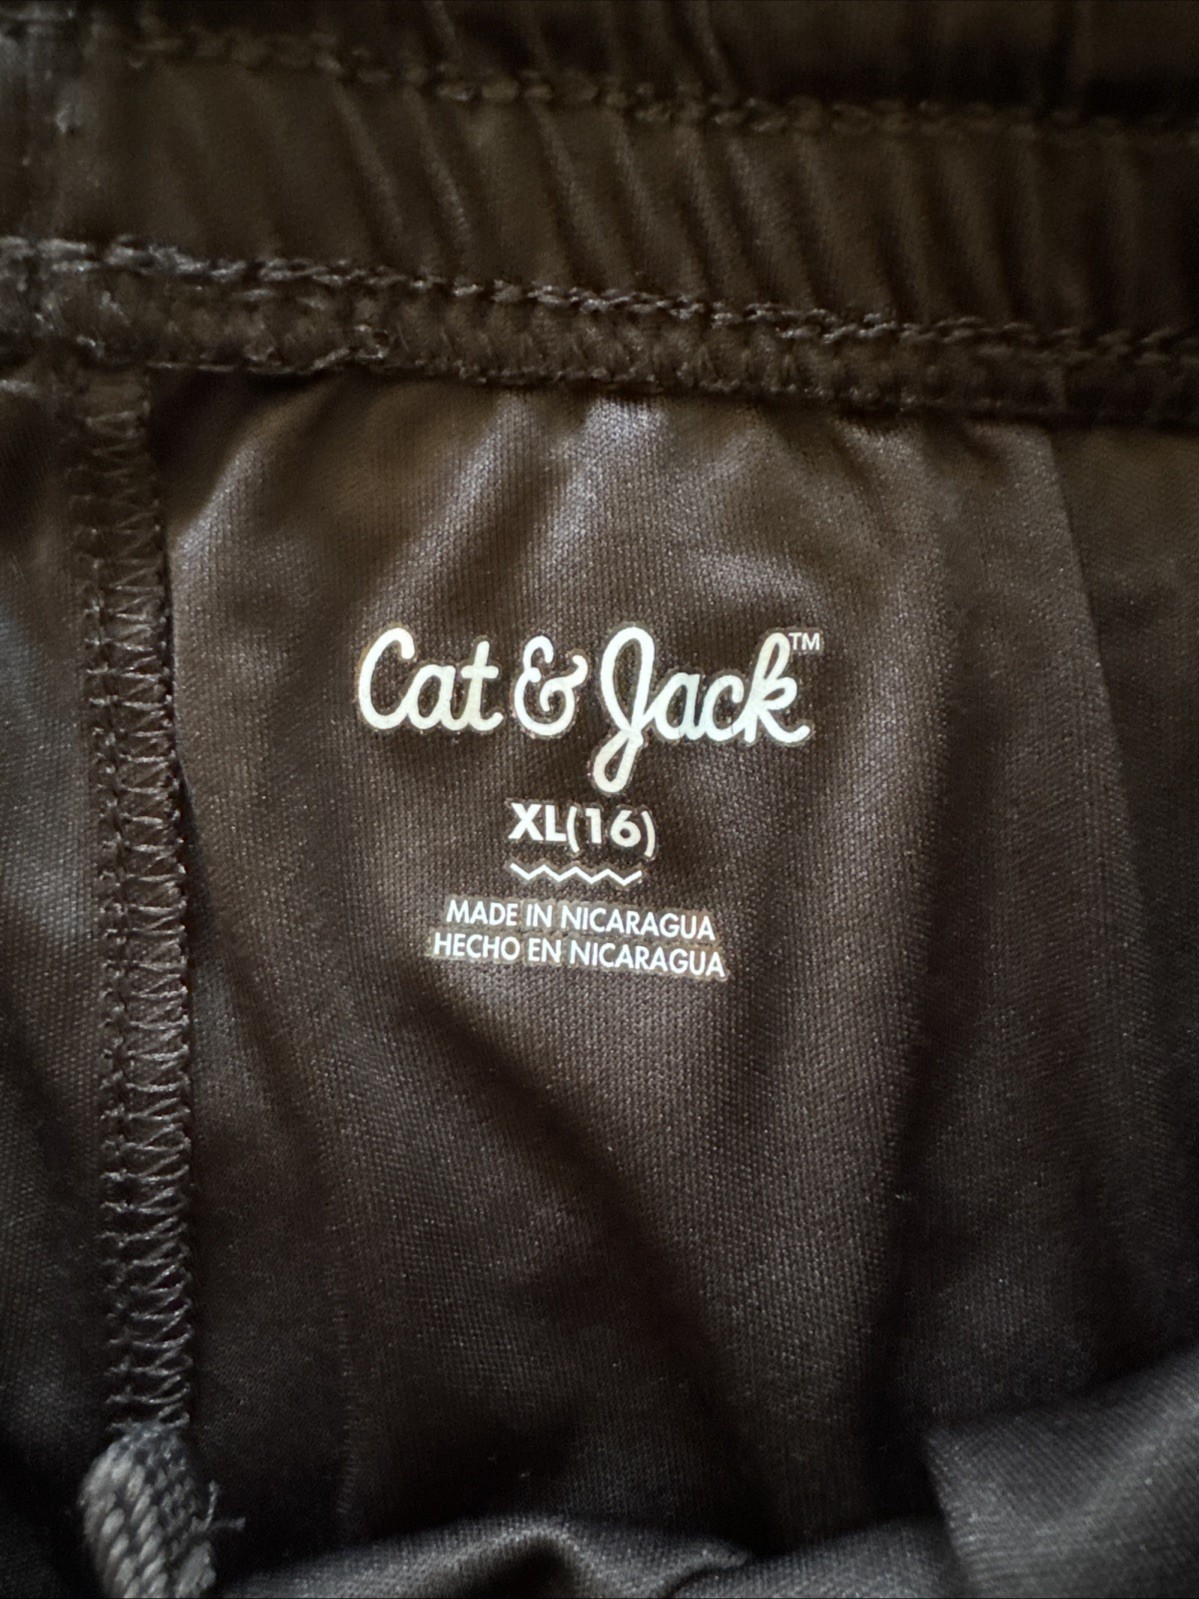 Cat & Jack™
XL(16)
MADE IN NICARAGUA
HECHO EN NICARAGUA